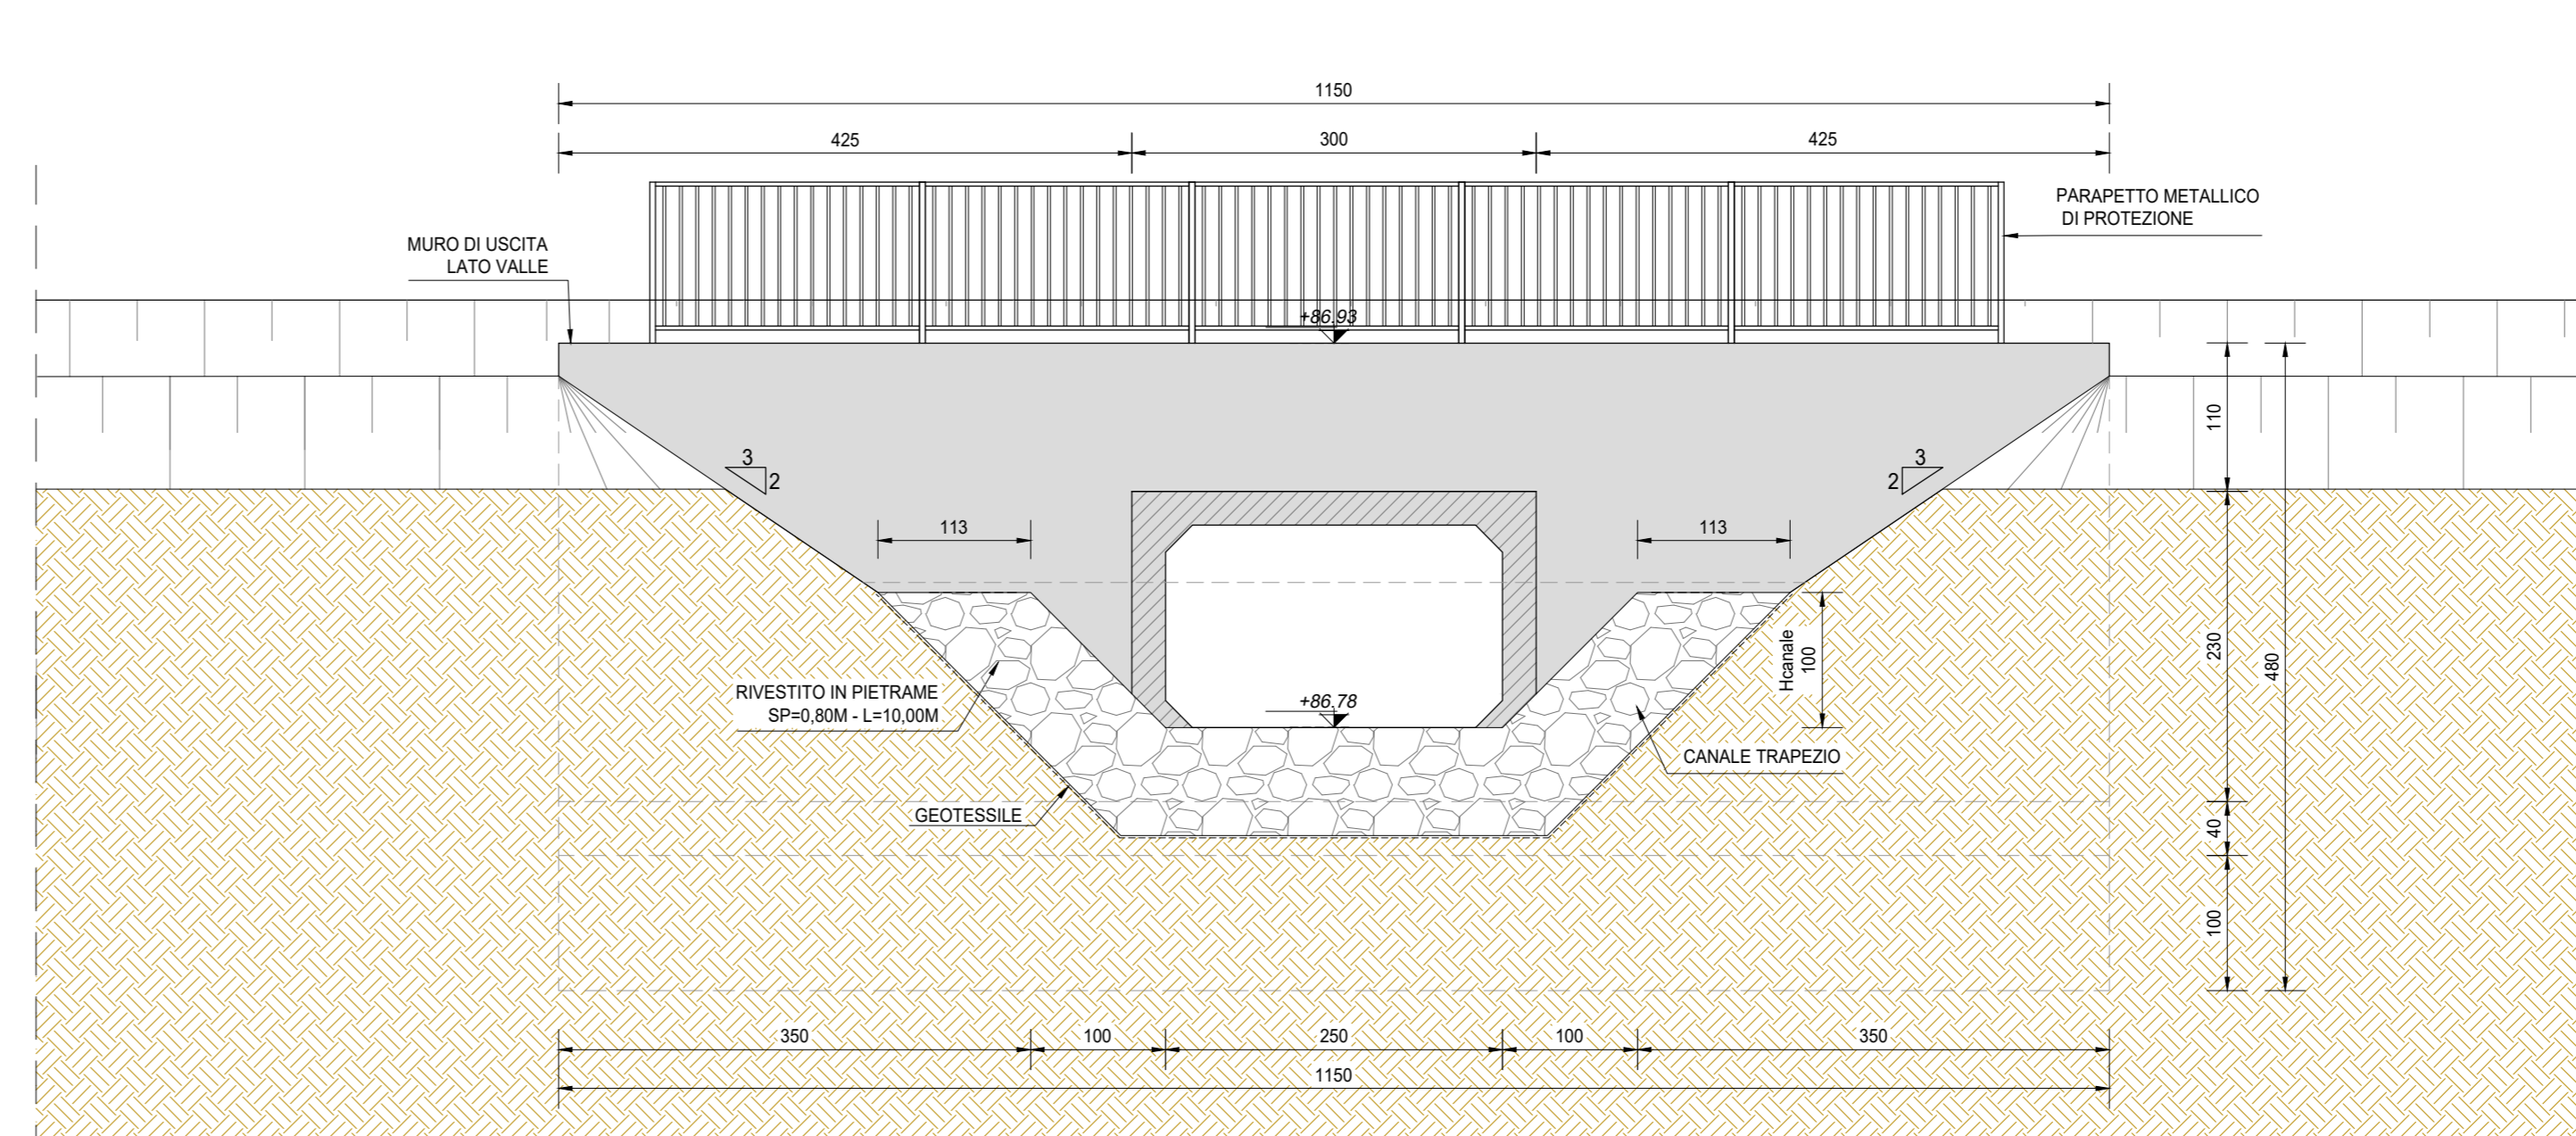 1150
425
300
425
PARAPETTO METALLICO
DI PROTEZIONE
MURO DI USCITA
LATO VALLE
+86.93
110
3
2
3
2
113
113
Hcanale
100
230
480
RIVESTITO IN PIETRAME
SP=0,80M - L=10,00M
+86.78
CANALE TRAPEZIO
GEOTESSILE
40
100
350
100
250
100
350
1150